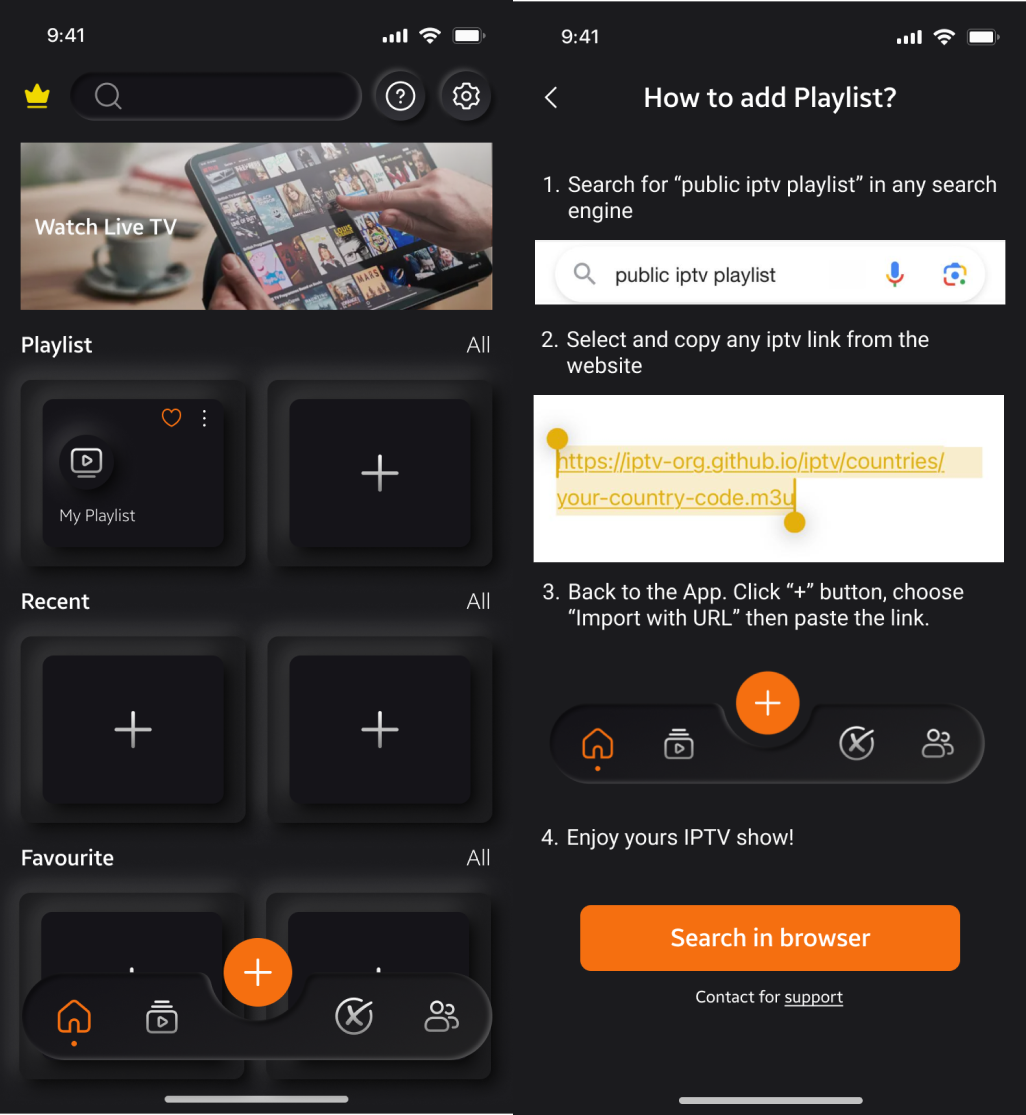 9:41
Watch Live TV
Playlist
All
My Playlist
Recent
All
Favourite
All
9:41
How to add Playlist?
1. Search for “public iptv playlist” in any search
engine
public iptv playlist
2. Select and copy any iptv link from the
website
https://iptv-org.github.io/iptv/countries/
your-country-code.m3u
3. Back to the App. Click “+” button, choose
“Import with URL” then paste the link.
4. Enjoy yours IPTV show!
Search in browser
Contact for support